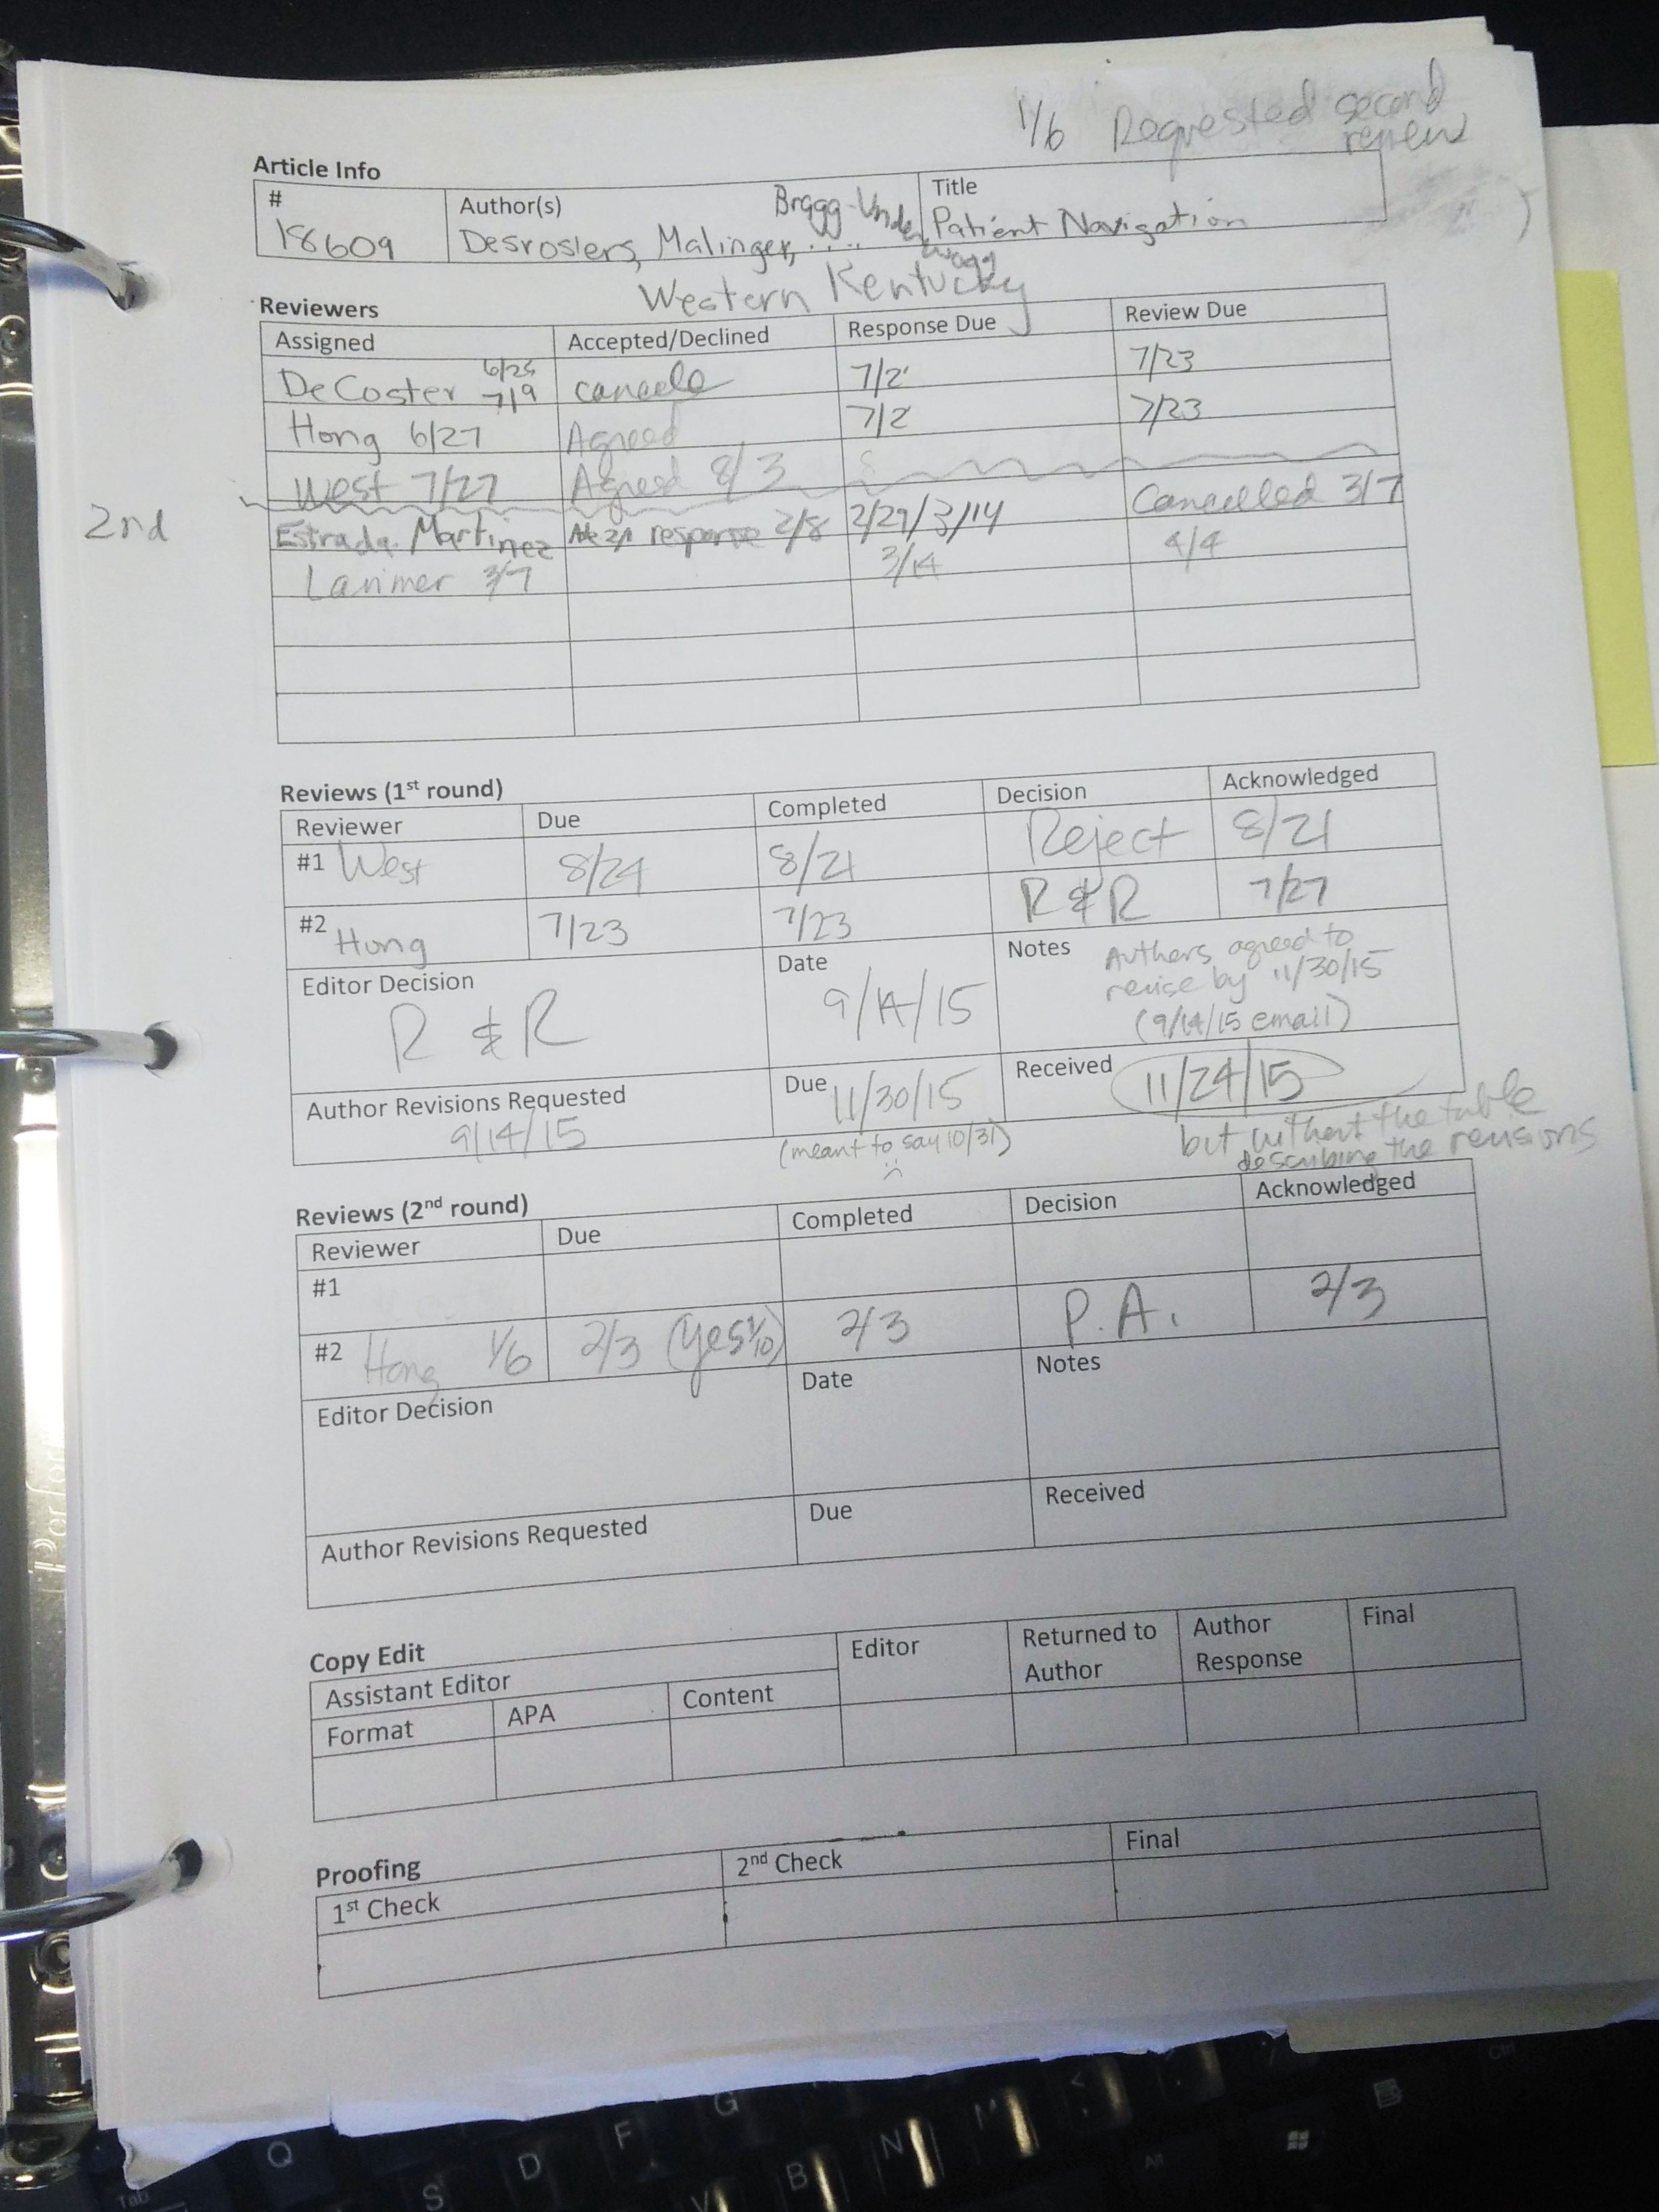 1/6 Requested second
review
Article Info
# Author(s) Bragg-Under Title
18609 Desrosiers, Malinger, .... wagg Patient Navigation
Western Kentucky
Reviewers
Assigned Accepted/Declined Response Due Review Due
DeCoster 6/25 7/9 cancele 7/2 7/23
Hong 6/27 Agreed 7/2 7/23
West 7/27 Agreed 8/3
2nd Estrada-Martinez response 2/8 2/29/ 3/14 Cancelled 3/7
Larimer 3/7 3/14 4/4
Reviews (1st round)
Reviewer Due Completed Decision Acknowledged
#1 West 8/24 8/21 Reject 8/21
#2 Hong 7/23 7/23 R & R 7/27
Editor Decision Date Notes Authers agreed to
R & R 9/14/15 revise by 11/30/15
(9/14/15 email)
Author Revisions Requested Due 11/30/15 Received 11/24/15
9/14/15 (meant to say 10/31) but without the table
describing the revisions
Reviews (2nd round)
Reviewer Due Completed Decision Acknowledged
#1
#2 Hong 1/6 2/3 (yes 1/10) 2/3 P.A. 2/3
Editor Decision Date Notes
Author Revisions Requested Due Received
Copy Edit
Assistant Editor Editor Returned to Author Author Response Final
Format APA Content
Proofing
1st Check 2nd Check Final
Q
G
Tab S D F B N M
V
Alt
Ctrl